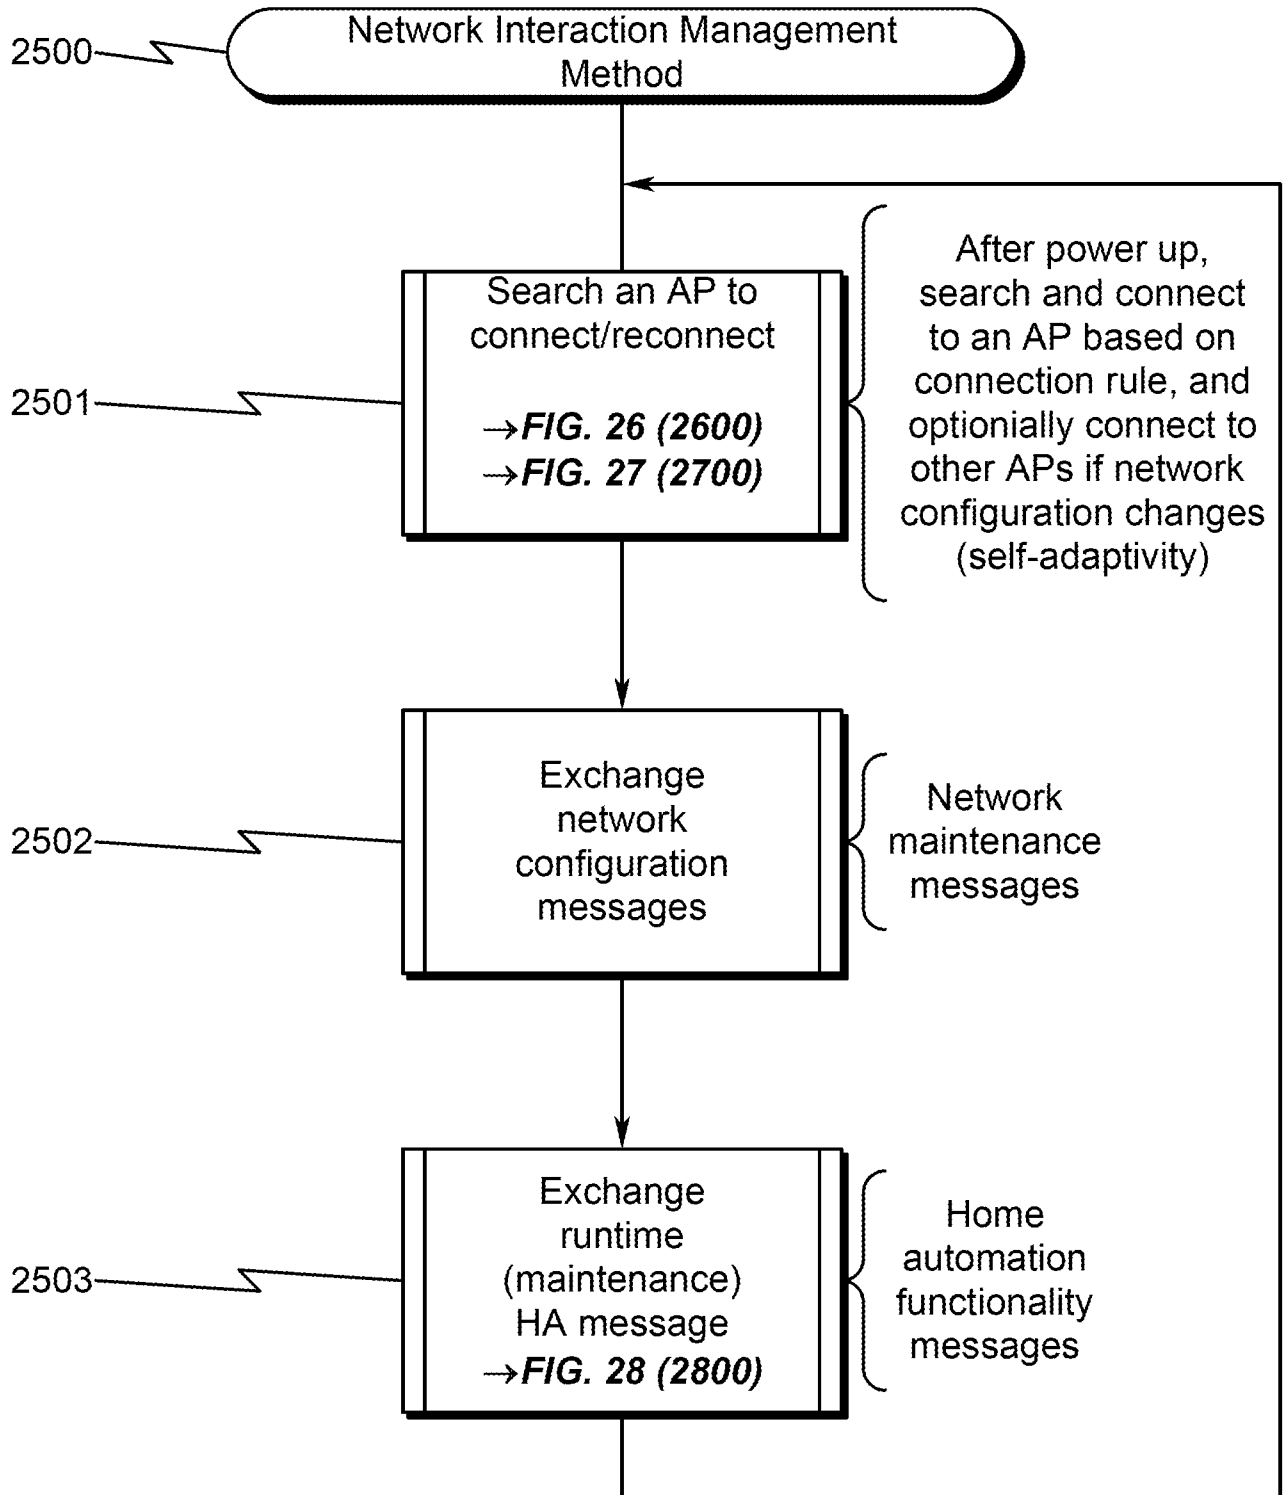 2500
Network Interaction Management
Method
2501
Search an AP to
connect/reconnect
→FIG. 26 (2600)
→FIG. 27 (2700)
After power up,
search and connect
to an AP based on
connection rule, and
optionially connect to
other APs if network
configuration changes
(self-adaptivity)
2502
Exchange
network
configuration
messages
Network
maintenance
messages
2503
Exchange
runtime
(maintenance)
HA message
→FIG. 28 (2800)
Home
automation
functionality
messages